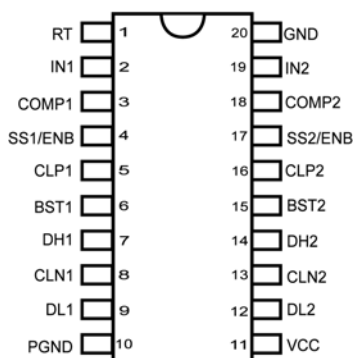 RT 1 20 GND
IN1 2 19 IN2
COMP1 3 18 COMP2
SS1/ENB 4 17 SS2/ENB
CLP1 5 16 CLP2
BST1 6 15 BST2
DH1 7 14 DH2
CLN1 8 13 CLN2
DL1 9 12 DL2
PGND 10 11 VCC